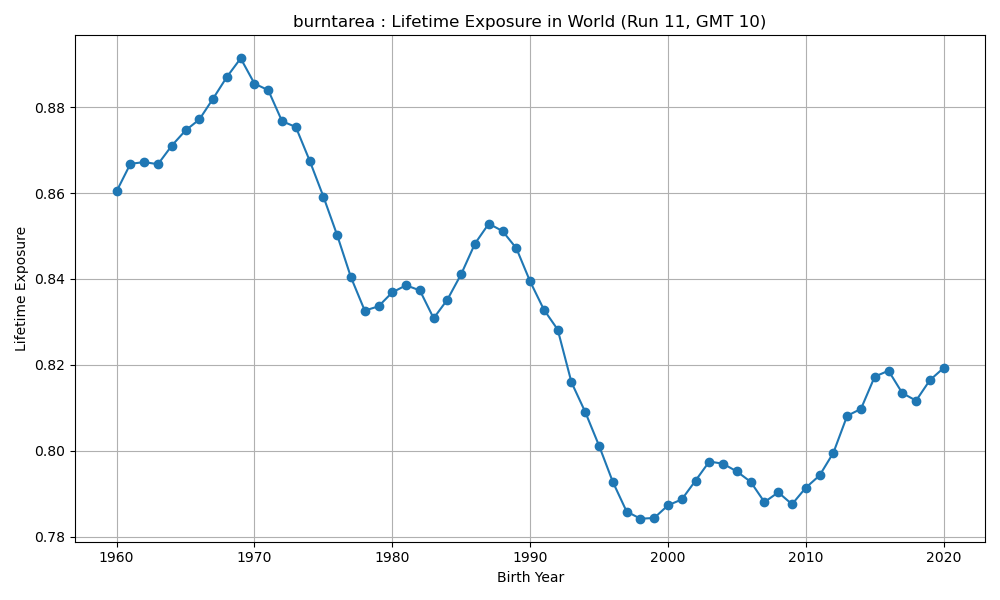 burntarea : Lifetime Exposure in World (Run 11, GMT 10)
Lifetime Exposure
0.88
0.86
0.84
0.82
0.80
0.78
1960 1970 1980 1990 2000 2010 2020
Birth Year